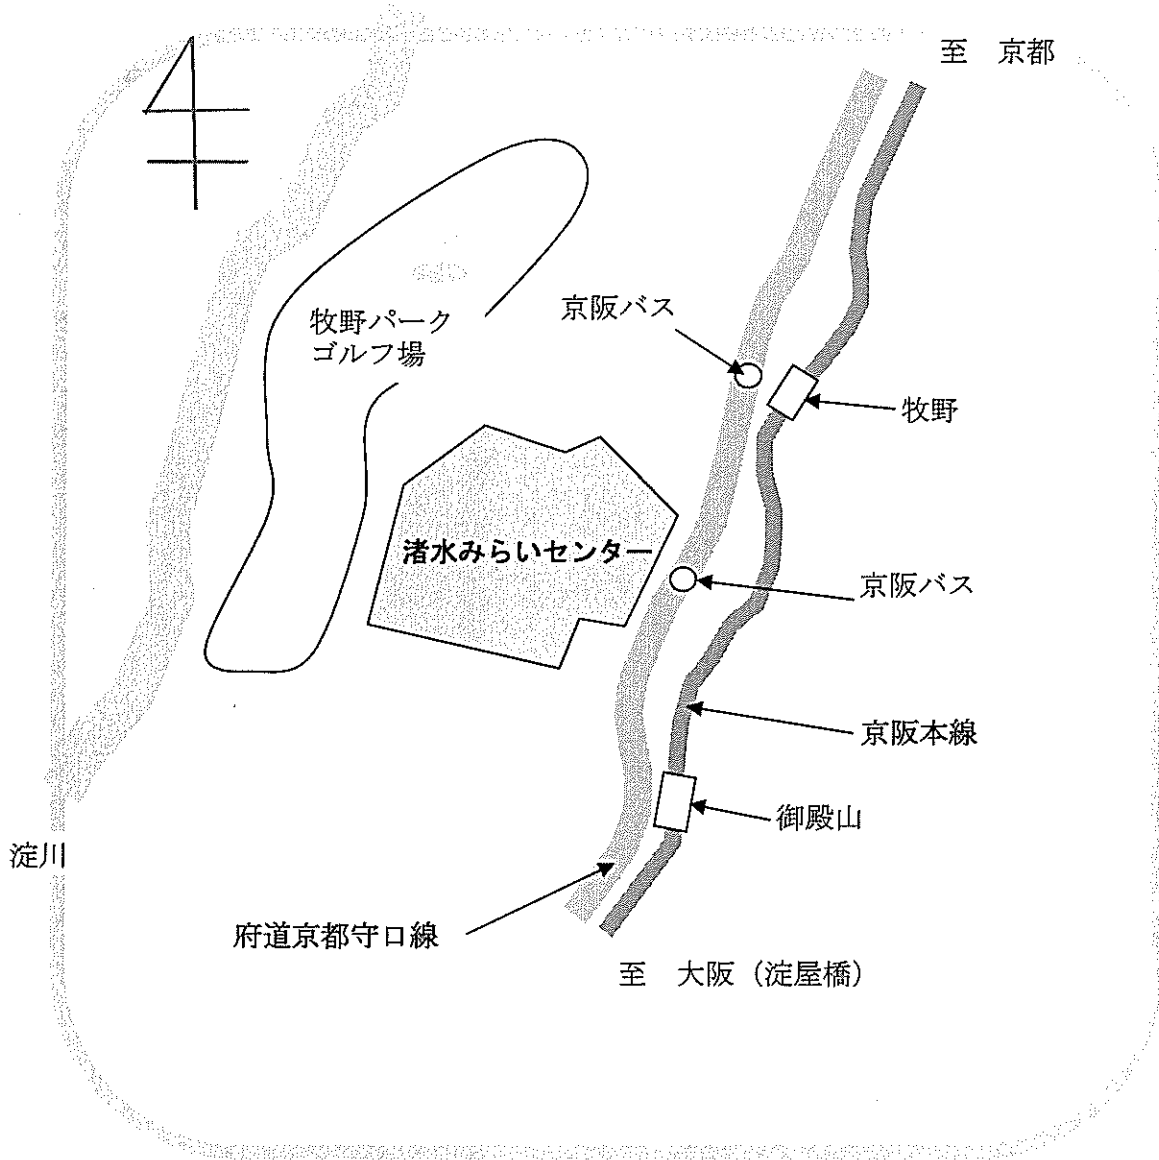 至　京都
京阪バス
牧野パーク
ゴルフ場
牧野
渚水みらいセンター
京阪バス
京阪本線
御殿山
淀川
府道京都守口線
至　大阪（淀屋橋）